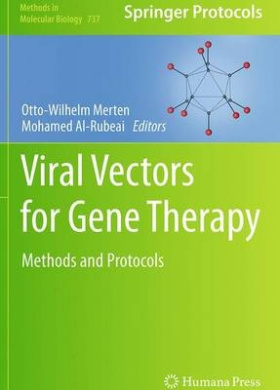 Methods in
Molecular Biology 737
Springer Protocols
Otto-Wilhelm Merten
Mohamed Al-Rubeai Editors
Viral Vectors
for Gene Therapy
Methods and Protocols
Humana Press